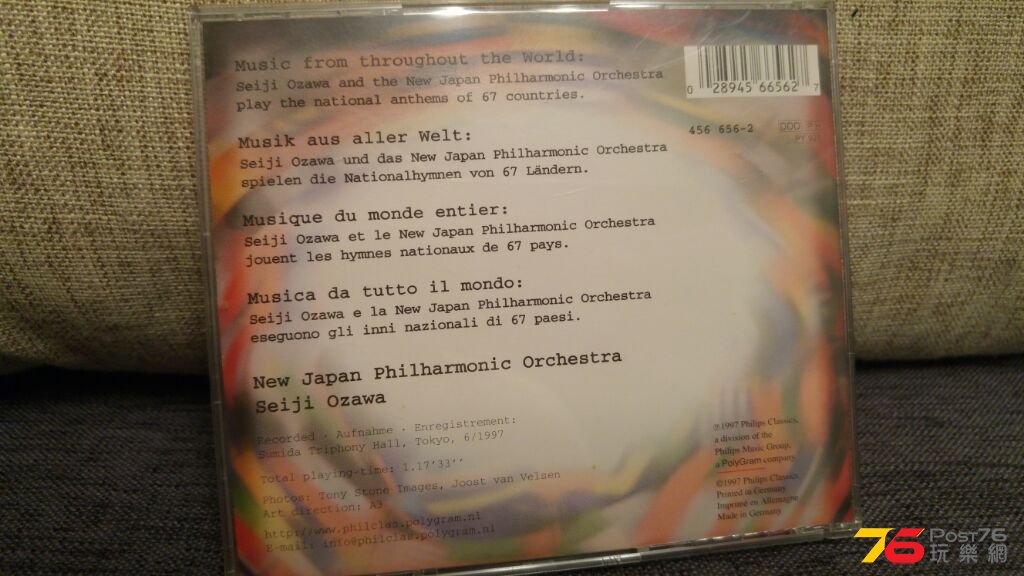 Music from throughout the World:
Seiji Ozawa and the New Japan Philharmonic Orchestra
play the national anthems of 67 countries.
Musik aus aller Welt:
Seiji Ozawa und das New Japan Philharmonic Orchestra
spielen die Nationalhymnen von 67 Ländern.
Musique du monde entier:
Seiji Ozawa et le New Japan Philharmonic Orchestra
jouent les hymnes nationaux de 67 pays.
Musica da tutto il mondo:
Seiji Ozawa e la New Japan Philharmonic Orchestra
eseguono gli inni nazionali di 67 paesi.
New Japan Philharmonic Orchestra
Seiji Ozawa
Recorded · Aufnahme · Enregistrement:
Sumida Triphony Hall, Tokyo, 6/1997
Total playing-time: 1.17'33''
Photos: Tony Stone Images, Joost van Velsen
Art direction: A3
http://www.philclas.polygram.nl
E-mail: info@philclas.polygram.nl
0 28945 66562 7
456 656-2
DDD
℗1997 Philips Classics,
a division of the
Philips Music Group,
a PolyGram company.
©1997 Philips Classics
Printed in Germany
Imprimé en Allemagne
Made in Germany
76 Post76
玩樂網